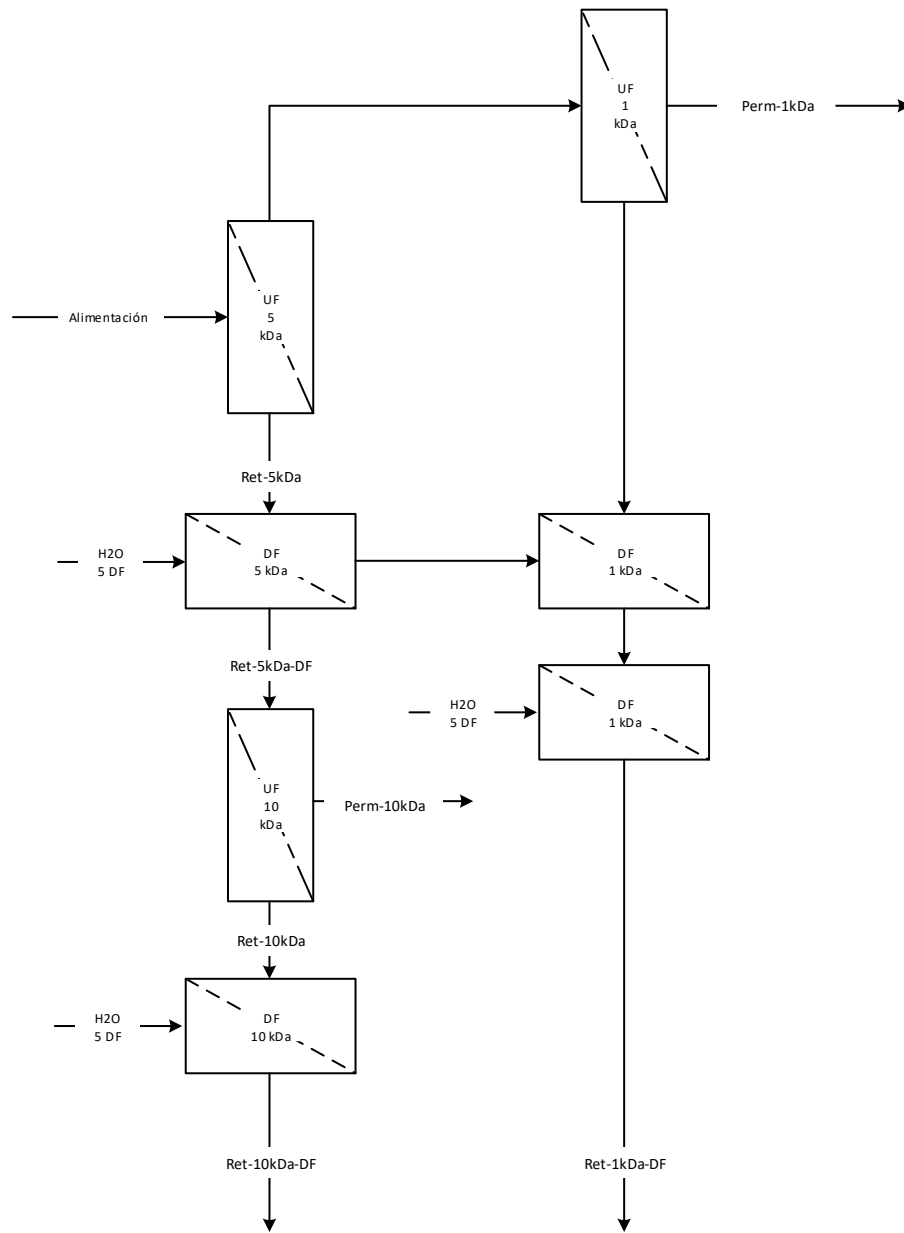 UF
1
kDa
Perm-1kDa
UF
5
kDa
Alimentación
Ret-5kDa
H2O
5 DF
DF
5 kDa
DF
1 kDa
Ret-5kDa-DF
H2O
5 DF
DF
1 kDa
UF
10
kDa
Perm-10kDa
Ret-10kDa
H2O
5 DF
DF
10 kDa
Ret-10kDa-DF
Ret-1kDa-DF